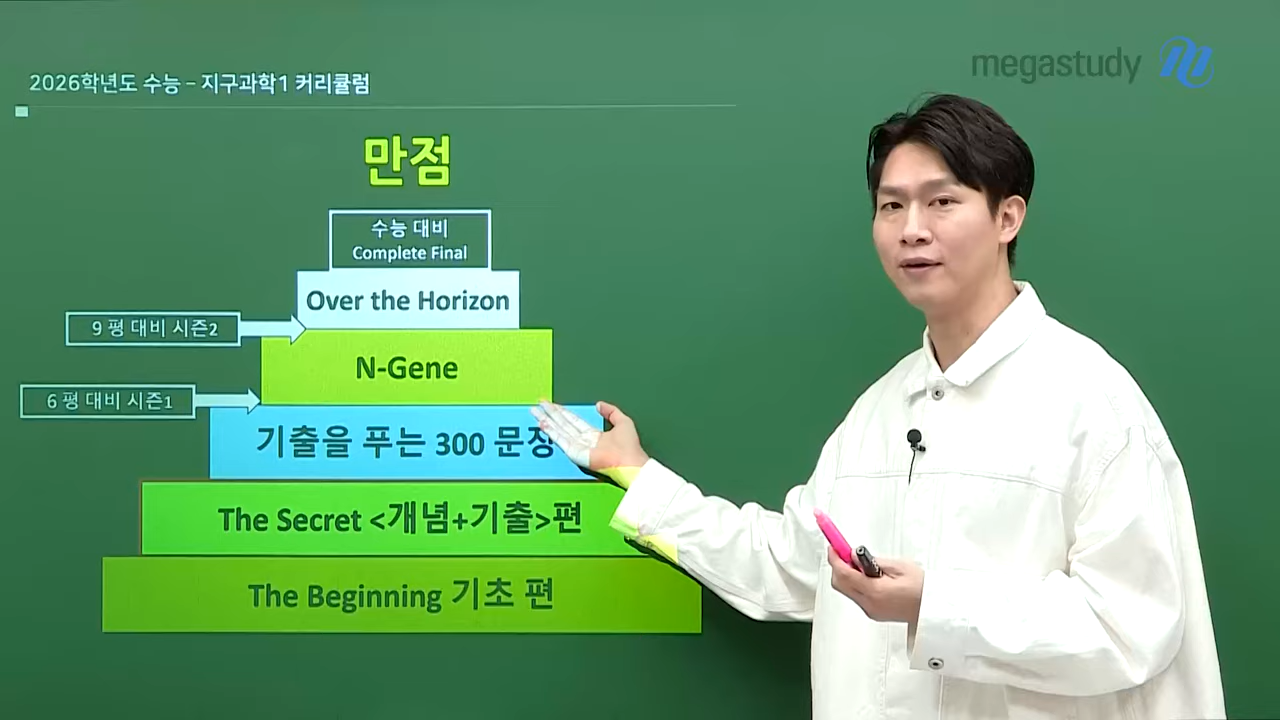 megastudy
2026학년도 수능 – 지구과학1 커리큘럼
만점
수능 대비
Complete Final
Over the Horizon
9 평 대비 시즌2
N-Gene
6 평 대비 시즌1
기출을 푸는 300 문장
The Secret <개념+기출>편
The Beginning 기초 편